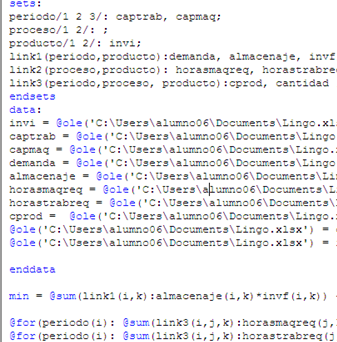 sets:
periodo/1 2 3/: captrab, capmaq;
proceso/1 2/: ;
producto/1 2/: invi;
link1(periodo,producto):demanda, almacenaje, invf
link2(proceso,producto): horasmaqreq, horastrabre
link3(periodo,proceso, producto):cprod, cantidad
endsets
data:
invi = @ole('C:\Users\alumno06\Documents\Lingo.xl
captrab = @ole('C:\Users\alumno06\Documents\Lingo
capmaq = @ole('C:\Users\alumno06\Documents\Lingo.
demanda = @ole('C:\Users\alumno06\Documents\Lingo
almacenaje = @ole('C:\Users\alumno06\Documents\Li
horasmaqreq = @ole('C:\Users\alumno06\Documents\L
horastrabreq = @ole('C:\Users\alumno06\Documents\
cprod =  @ole('C:\Users\alumno06\Documents\Lingo.
@ole('C:\Users\alumno06\Documents\Lingo.xlsx') =
@ole('C:\Users\alumno06\Documents\Lingo.xlsx') =
enddata
min = @sum(link1(i,k):almacenaje(i,k)*invf(i,k))
@for(periodo(i): @sum(link3(i,j,k):horasmaqreq(j,
@for(periodo(i): @sum(link3(i,j,k):horastrabreq(j